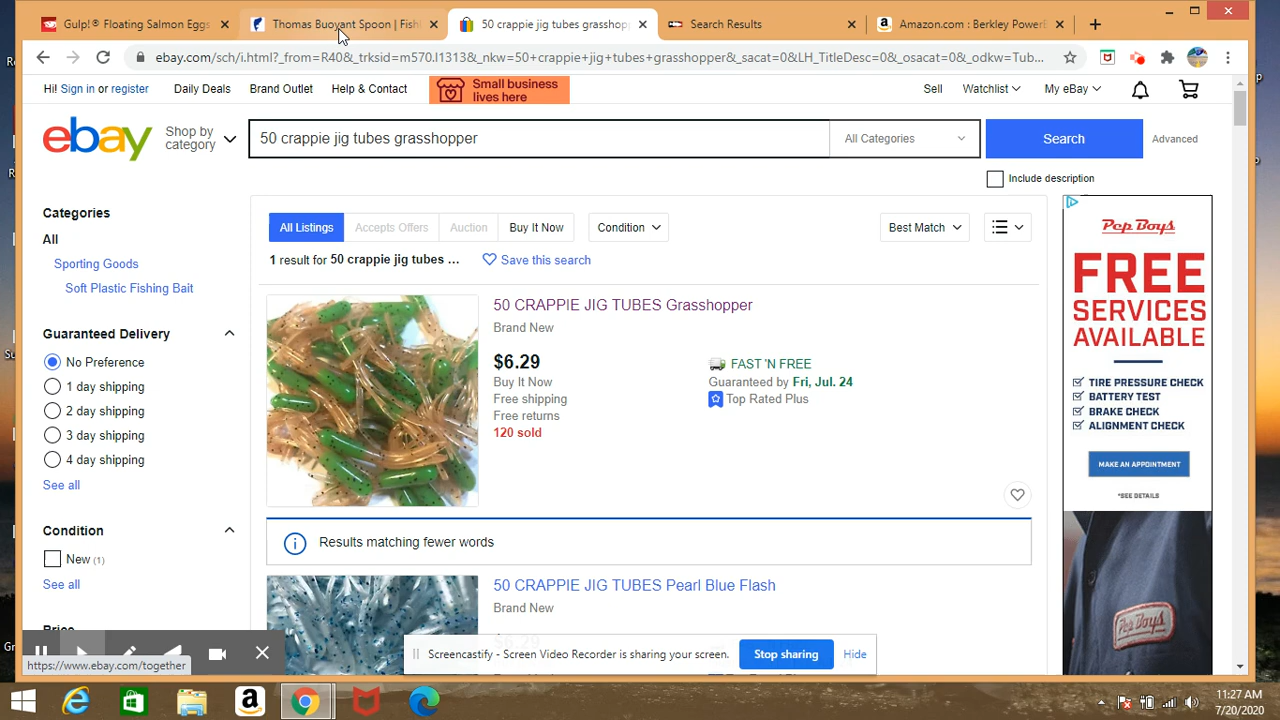 Gulp!® Floating Salmon Eggs
Thomas Buoyant Spoon | Fish
50 crappie jig tubes grasshopp
Search Results
Amazon.com : Berkley PowerB
ebay.com/sch/i.html?_from=R40&_trksid=m570.l1313&_nkw=50+crappie+jig+tubes+grasshopper&_sacat=0&LH_TitleDesc=0&_osacat=0&_odkw=Tub...
Hi! Sign in or register
Daily Deals
Brand Outlet
Help & Contact
Small business
lives here
Sell
Watchlist
My eBay
ebay
Shop by
category
50 crappie jig tubes grasshopper
All Categories
Search
Advanced
Include description
Categories
All
Sporting Goods
Soft Plastic Fishing Bait
Guaranteed Delivery
No Preference
1 day shipping
2 day shipping
3 day shipping
4 day shipping
See all
Condition
New (1)
See all
Price
All Listings
Accepts Offers
Auction
Buy It Now
Condition
Best Match
1 result for 50 crappie jig tubes ...
Save this search
50 CRAPPIE JIG TUBES Grasshopper
Brand New
$6.29
Buy It Now
Free shipping
Free returns
120 sold
FAST 'N FREE
Guaranteed by Fri, Jul. 24
Top Rated Plus
Results matching fewer words
50 CRAPPIE JIG TUBES Pearl Blue Flash
Brand New
$6.29
Pep Boys
FREE
SERVICES
AVAILABLE
TIRE PRESSURE CHECK
BATTERY TEST
BRAKE CHECK
ALIGNMENT CHECK
MAKE AN APPOINTMENT
*SEE DETAILS
Pep Boys
https://www.ebay.com/together
Screencastify - Screen Video Recorder is sharing your screen.
Stop sharing
Hide
11:27 AM
7/20/2020